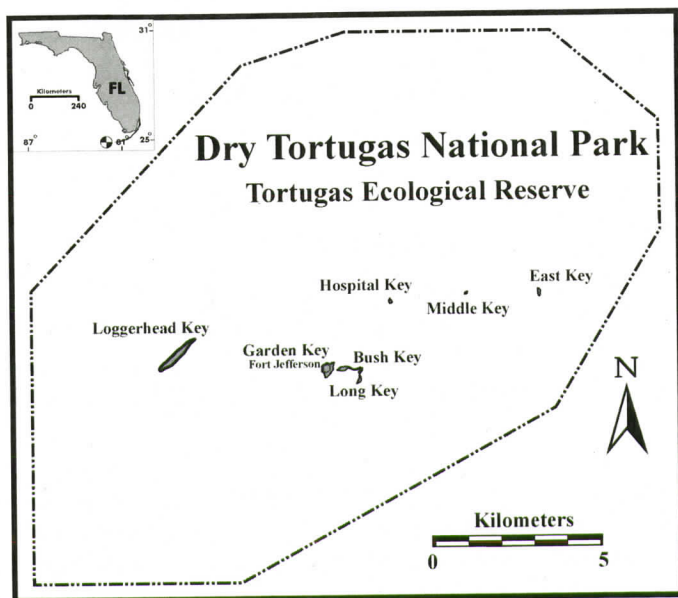 31°
Kilometers
FL
0 240
87° 81° 25°
Dry Tortugas National Park
Tortugas Ecological Reserve
Hospital Key
East Key
Middle Key
Loggerhead Key
Garden Key
Fort Jefferson
Bush Key
Long Key
N
Kilometers
0 5